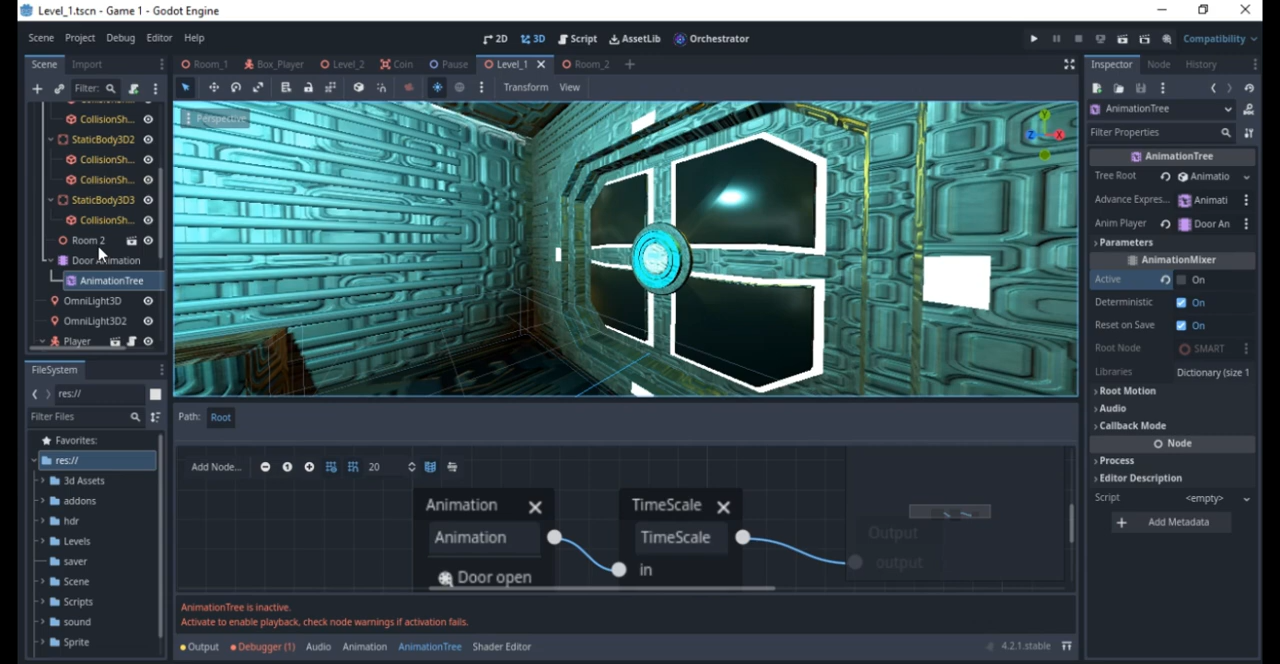 Level_1.tscn - Game 1 - Godot Engine
Scene Project Debug Editor Help
2D 3D Script AssetLib Orchestrator
Compatibility
Scene Import
Room_1 Box_Player Level_2 Coin Pause Level_1 Room_2
Inspector Node History
Filter:
Transform View
Perspective
CollisionSh...
StaticBody3D2
CollisionSh...
CollisionSh...
StaticBody3D3
CollisionSh...
Room 2
Door Animation
AnimationTree
OmniLight3D
OmniLight3D2
Player
FileSystem
res://
Filter Files
Favorites:
res://
3d Assets
addons
hdr
Levels
saver
Scene
Scripts
sound
Sprite
Y
Z
X
Path: Root
Add Node...
20
Animation
Animation
Door open
TimeScale
TimeScale
in
Output
output
AnimationTree is inactive.
Activate to enable playback, check node warnings if activation fails.
Output Debugger (1) Audio Animation AnimationTree Shader Editor
4.2.1.stable
AnimationTree
Filter Properties
AnimationTree
Tree Root Animatio
Advance Expres... Animati
Anim Player Door An
Parameters
AnimationMixer
Active On
Deterministic On
Reset on Save On
Root Node SMART
Libraries Dictionary (size 1
Root Motion
Audio
Callback Mode
Node
Process
Editor Description
Script <empty>
Add Metadata